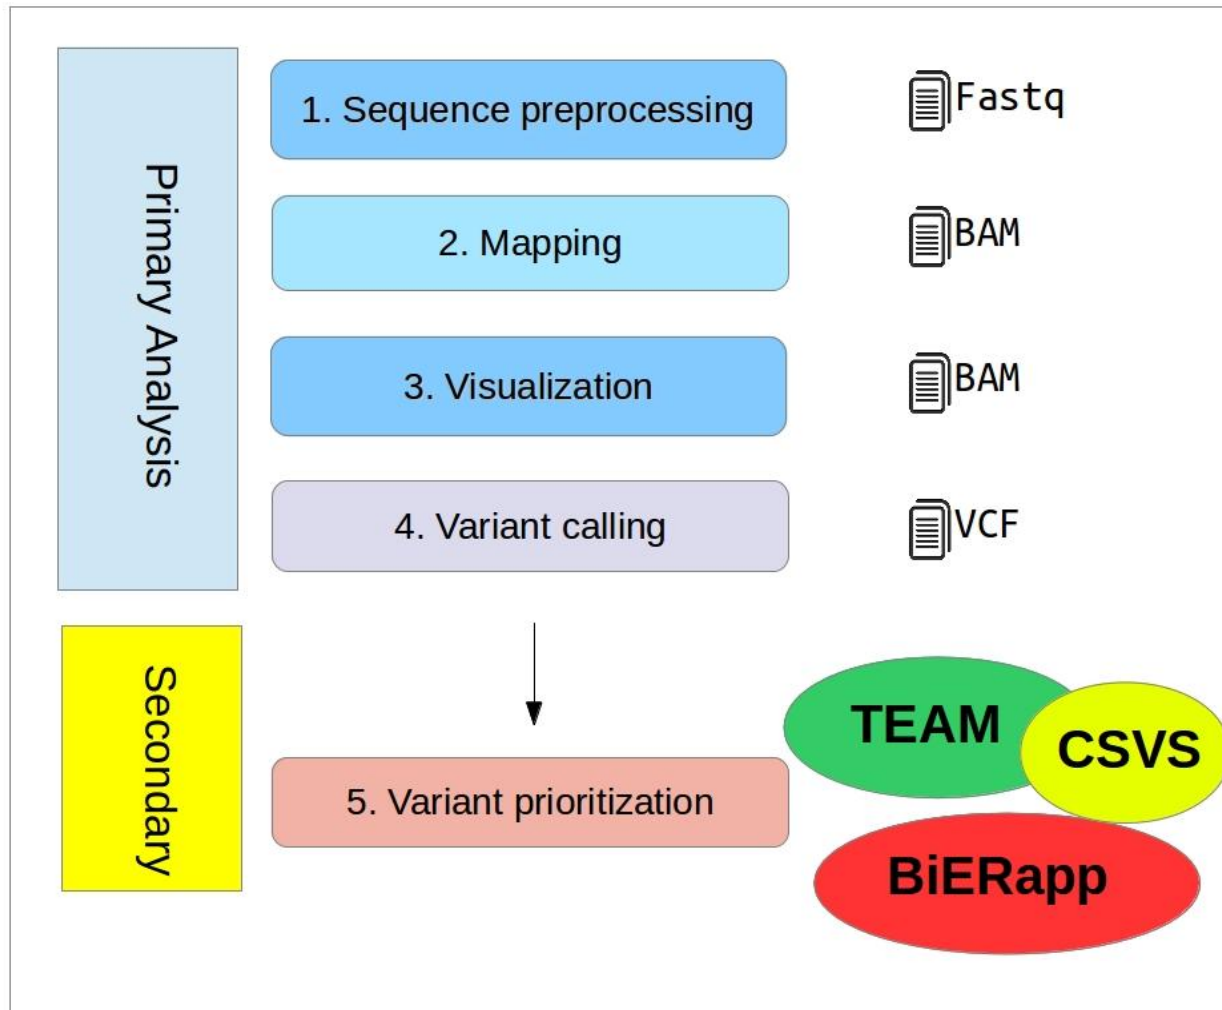 Primary Analysis
1. Sequence preprocessing
Fastq
2. Mapping
BAM
3. Visualization
BAM
4. Variant calling
VCF
Secondary
5. Variant prioritization
TEAM
CSVS
BiERapp